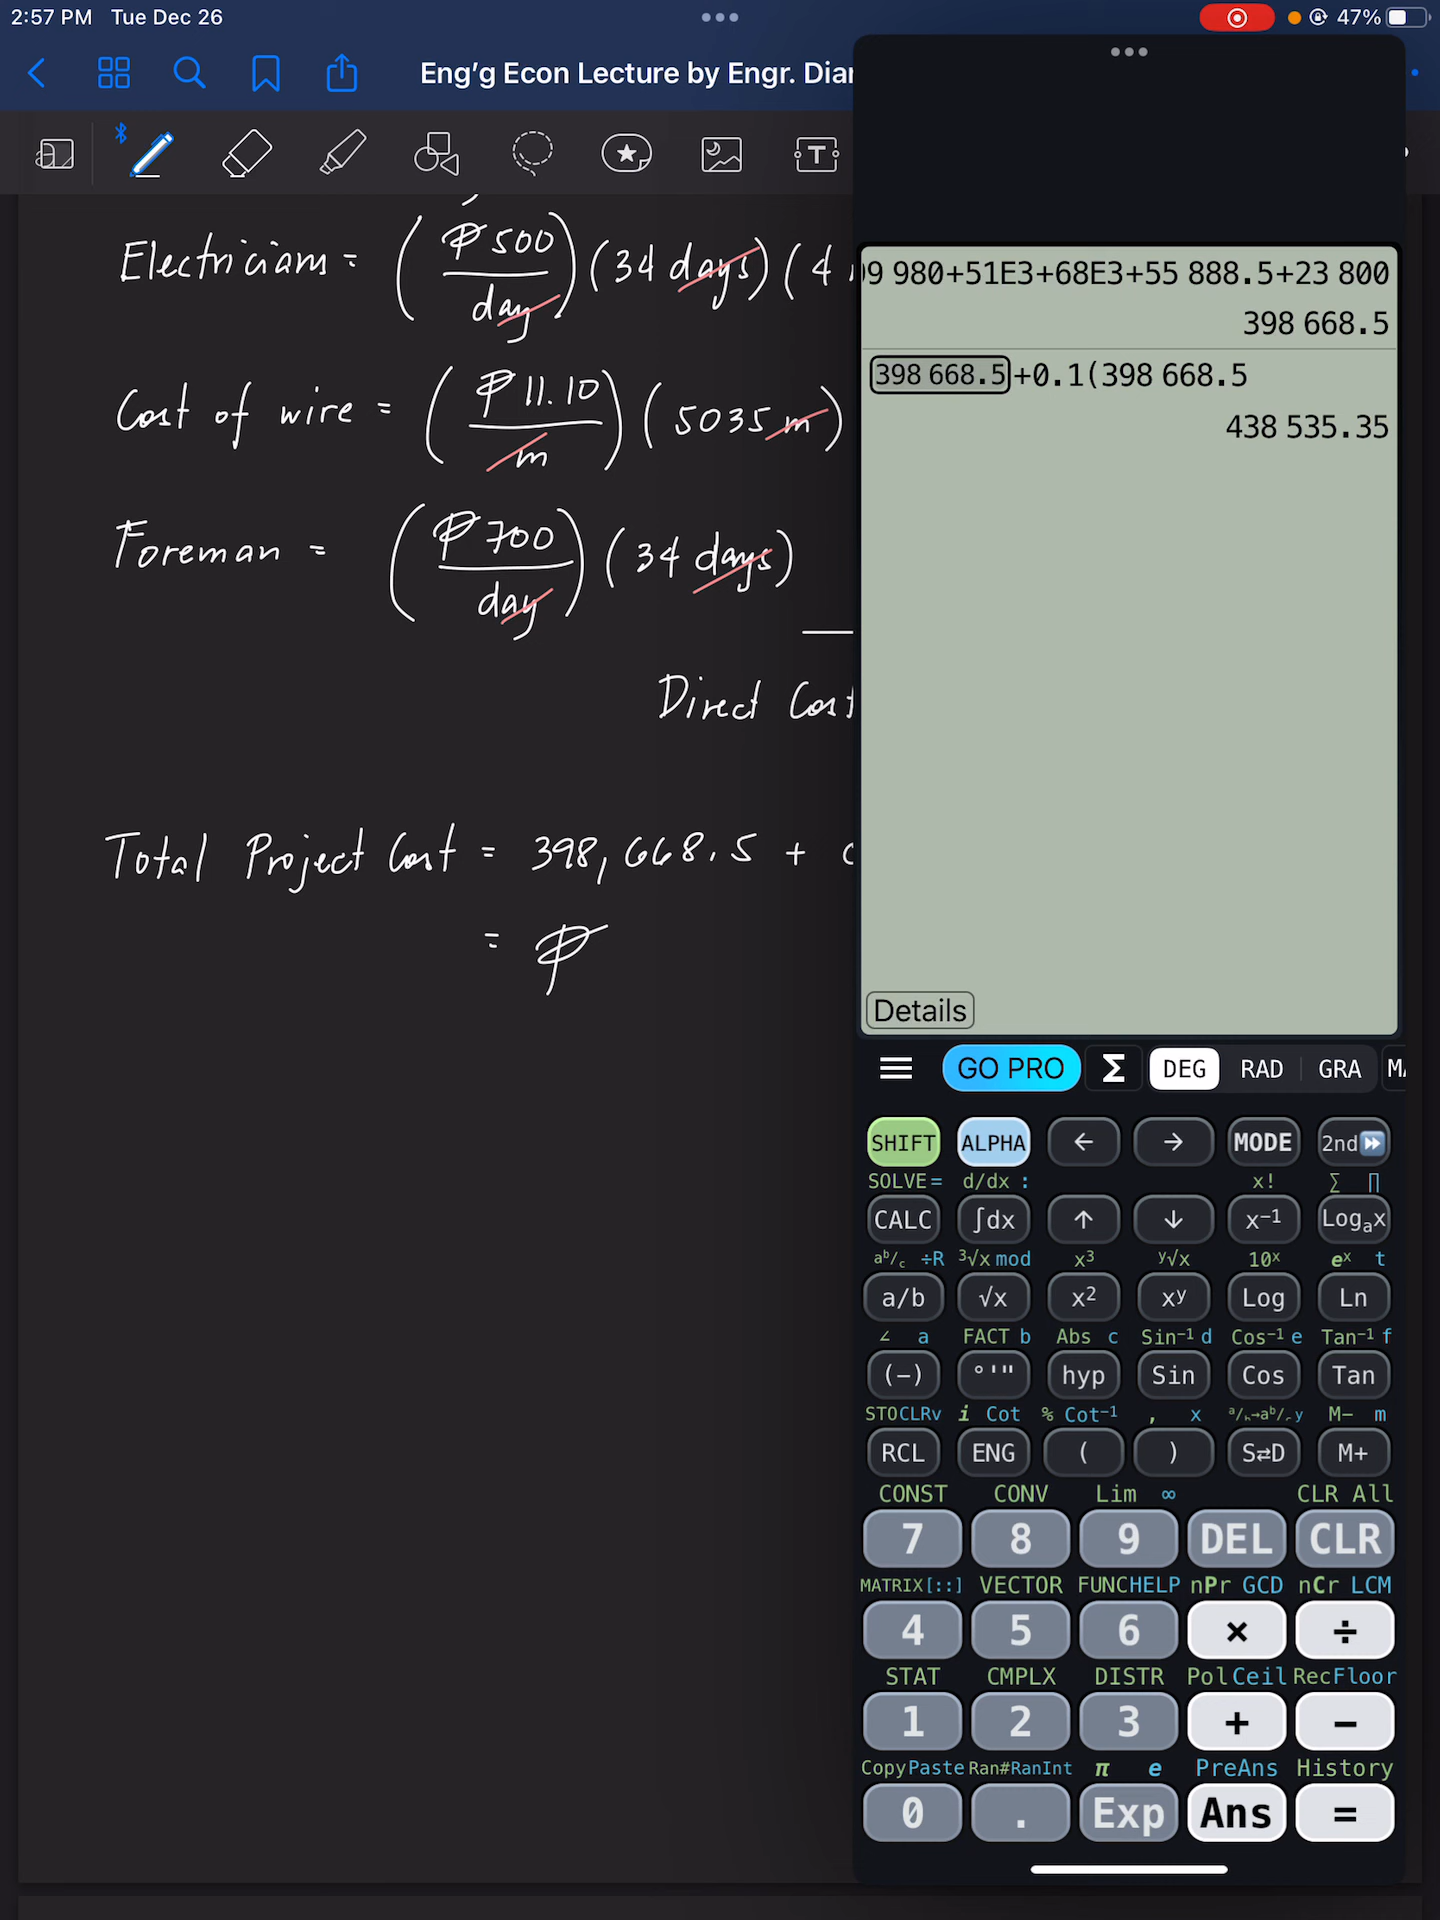 2:57 PM Tue Dec 26
47%
Eng'g Econ Lecture by Engr. Dian
T
Electricians = (₱500/day)(34 days)(4
Cost of wire = (₱11.10/m)(5035 m)
Foreman = (₱700/day)(34 days)
Direct Cost
Total Project Cost = 398,668.5 +
= ₱
9 980+51E3+68E3+55 888.5+23 800
398 668.5
398 668.5+0.1(398 668.5
438 535.35
Details
GO PRO Σ DEG RAD GRA
SHIFT ALPHA ← → MODE 2nd
SOLVE = d/dx : x! ∑ ∏
CALC ∫dx ↑ ↓ x⁻¹ Logₐx
aᵇ/c ÷R ³√x mod x³ ʸ√x 10ˣ eˣ t
a/b √x x² xʸ Log Ln
∠ a FACT b Abs c Sin⁻¹ d Cos⁻¹ e Tan⁻¹ f
(−) °'" hyp Sin Cos Tan
STO CLRv i Cot % Cot⁻¹ , x y M− m
RCL ENG ( ) S⇄D M+
CONST CONV Lim ∞ CLR All
7 8 9 DEL CLR
MATRIX [::] VECTOR FUNC HELP nPr GCD nCr LCM
4 5 6 × ÷
STAT CMPLX DISTR Pol Ceil Rec Floor
1 2 3 + −
Copy Paste Ran# RanInt π e PreAns History
0 . Exp Ans =